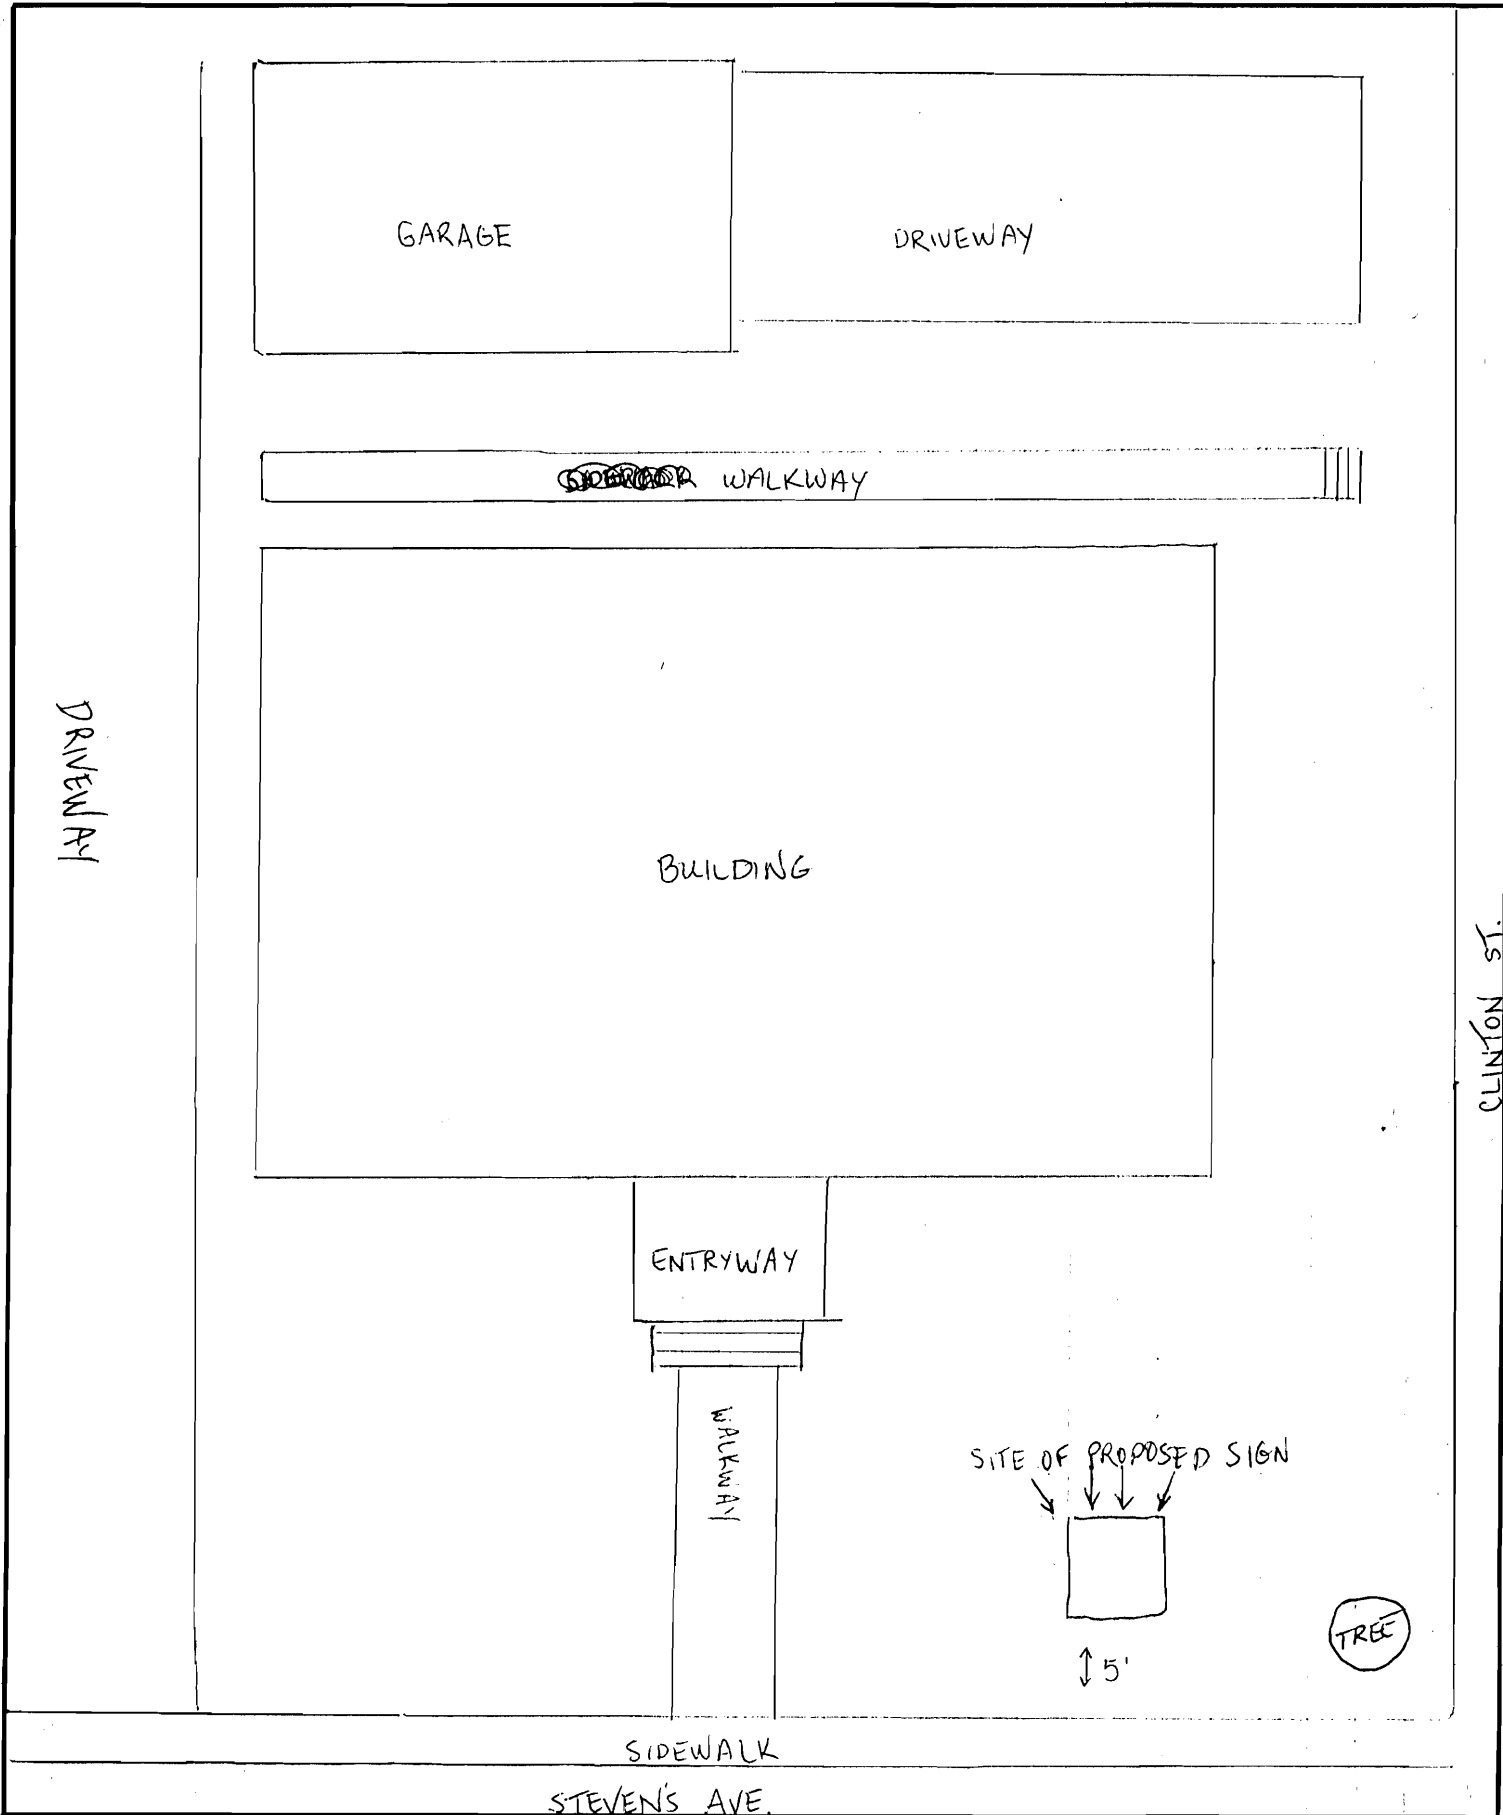 GARAGE
DRIVEWAY
WALKWAY
DRIVEWAY
BUILDING
CLINTON ST.
ENTRYWAY
WALKWAY
SITE OF PROPOSED SIGN
TREE
5'
SIDEWALK
STEVEN'S AVE.